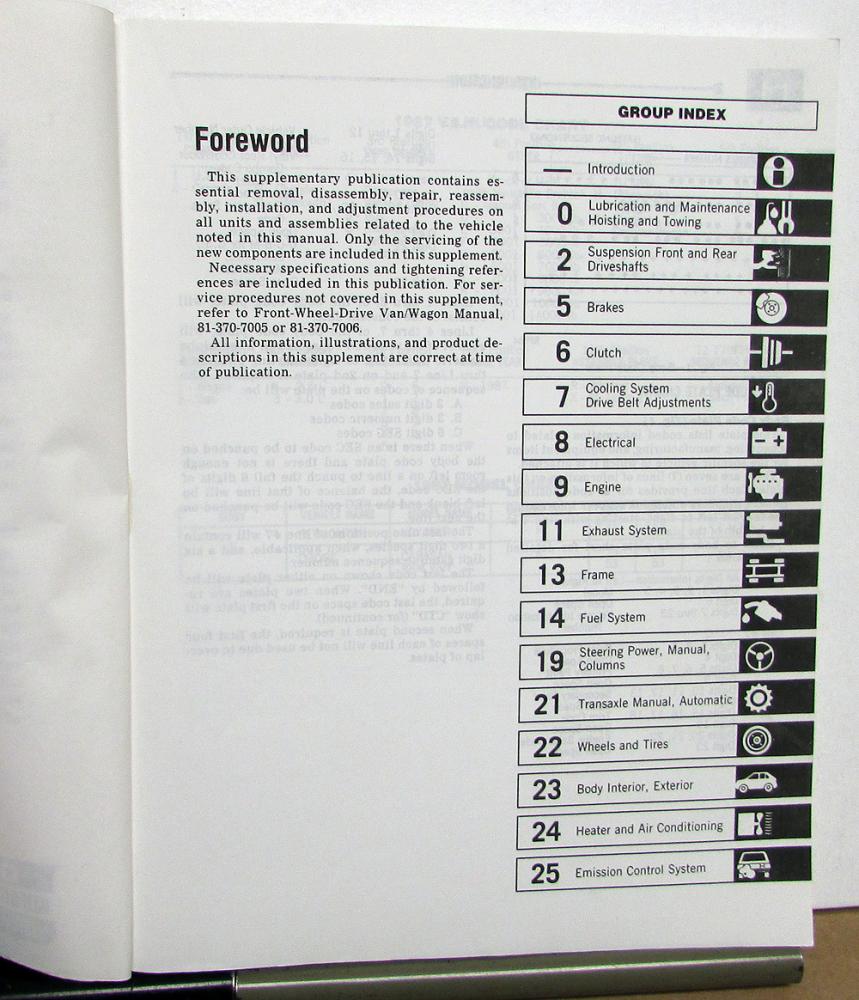 Foreword
This supplementary publication contains es-
sential removal, disassembly, repair, reassem-
bly, installation, and adjustment procedures on
all units and assemblies related to the vehicle
noted in this manual. Only the servicing of the
new components are included in this supplement.
Necessary specifications and tightening refer-
ences are included in this publication. For ser-
vice procedures not covered in this supplement,
refer to Front-Wheel-Drive Van/Wagon Manual,
81-370-7005 or 81-370-7006.
All information, illustrations, and product de-
scriptions in this supplement are correct at time
of publication.
GROUP INDEX
— Introduction
0 Lubrication and Maintenance
Hoisting and Towing
2 Suspension Front and Rear
Driveshafts
5 Brakes
6 Clutch
7 Cooling System
Drive Belt Adjustments
8 Electrical
9 Engine
11 Exhaust System
13 Frame
14 Fuel System
19 Steering Power, Manual,
Columns
21 Transaxle Manual, Automatic
22 Wheels and Tires
23 Body Interior, Exterior
24 Heater and Air Conditioning
25 Emission Control System